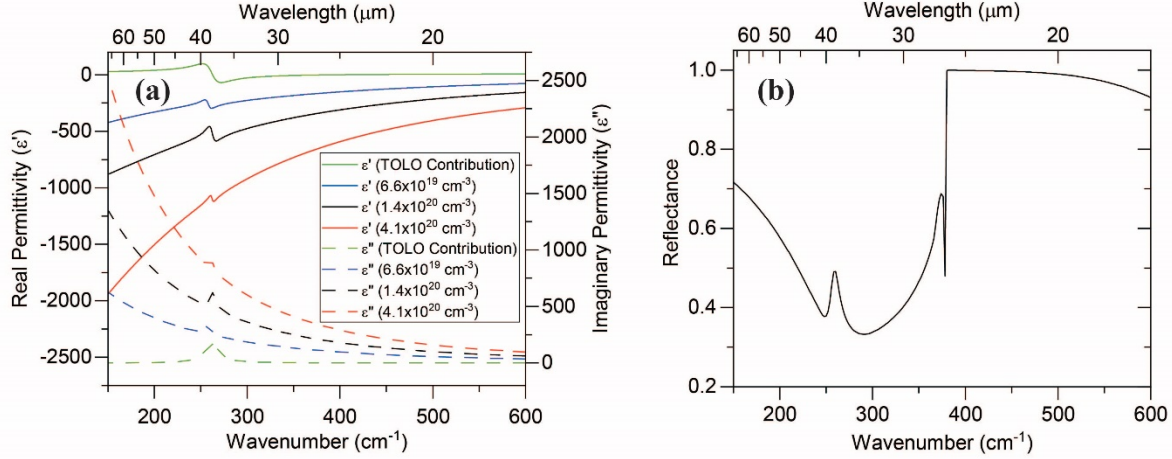 Wavelength (μm)
60 50 40 30 20
(a)
Real Permittivity (ε')
0
-500
-1000
-1500
-2000
-2500
Imaginary Permittivity (ε")
2500
2000
1500
1000
500
0
ε' (TOLO Contribution)
ε' (6.6x10¹⁹ cm⁻³)
ε' (1.4x10²⁰ cm⁻³)
ε' (4.1x10²⁰ cm⁻³)
ε" (TOLO Contribution)
ε" (6.6x10¹⁹ cm⁻³)
ε" (1.4x10²⁰ cm⁻³)
ε" (4.1x10²⁰ cm⁻³)
200 300 400 500 600
Wavenumber (cm⁻¹)
Wavelength (μm)
60 50 40 30 20
(b)
Reflectance
1.0
0.8
0.6
0.4
0.2
200 300 400 500 600
Wavenumber (cm⁻¹)